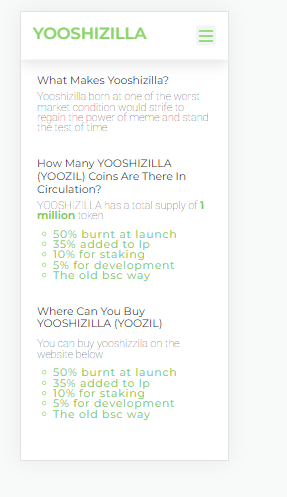 YOOSHIZILLA
What Makes Yooshizilla?
Yooshizilla born at one of the worst
market condition would strife to
regain the power of meme and stand
the test of time
How Many YOOSHIZILLA
(YOOZIL) Coins Are There In
Circulation?
YOOSHIZILLA has a total supply of 1
million token
50% burnt at launch
35% added to lp
10% for staking
5% for development
The old bsc way
Where Can You Buy
YOOSHIZILLA (YOOZIL)
You can buy yooshizzilla on the
website below
50% burnt at launch
35% added to lp
10% for staking
5% for development
The old bsc way